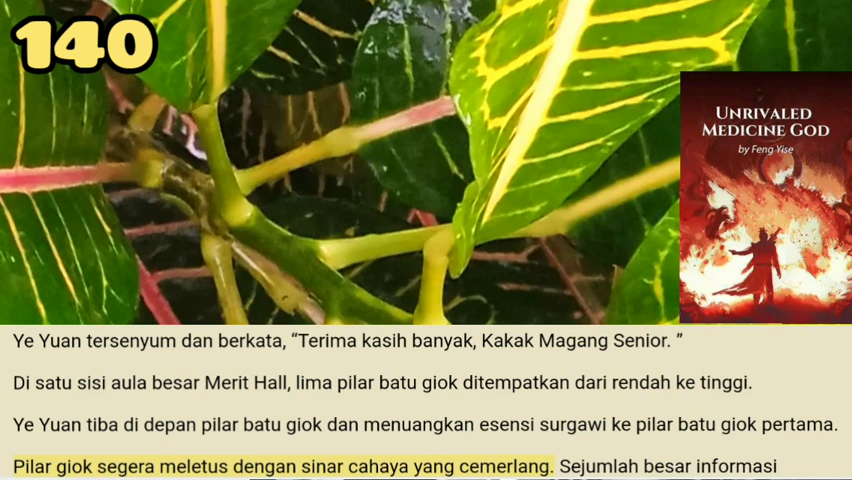 140
UNRIVALED
MEDICINE GOD
by Feng Yise
Ye Yuan tersenyum dan berkata, “Terima kasih banyak, Kakak Magang Senior. ”
Di satu sisi aula besar Merit Hall, lima pilar batu giok ditempatkan dari rendah ke tinggi.
Ye Yuan tiba di depan pilar batu giok dan menuangkan esensi surgawi ke pilar batu giok pertama.
Pilar giok segera meletus dengan sinar cahaya yang cemerlang. Sejumlah besar informasi